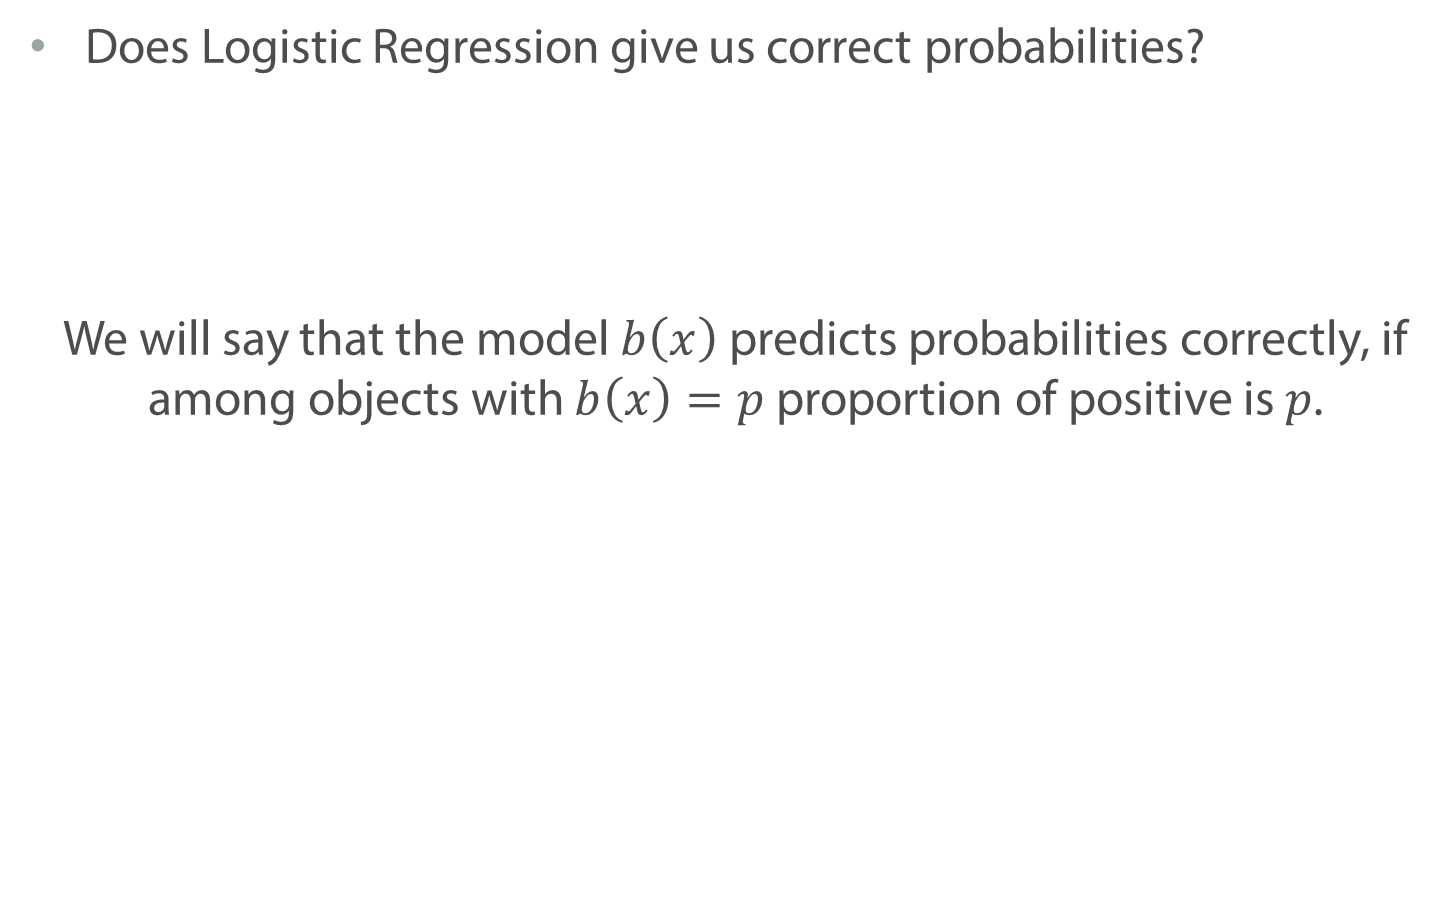 • Does Logistic Regression give us correct probabilities?
We will say that the model b(x) predicts probabilities correctly, if
among objects with b(x) = p proportion of positive is p.